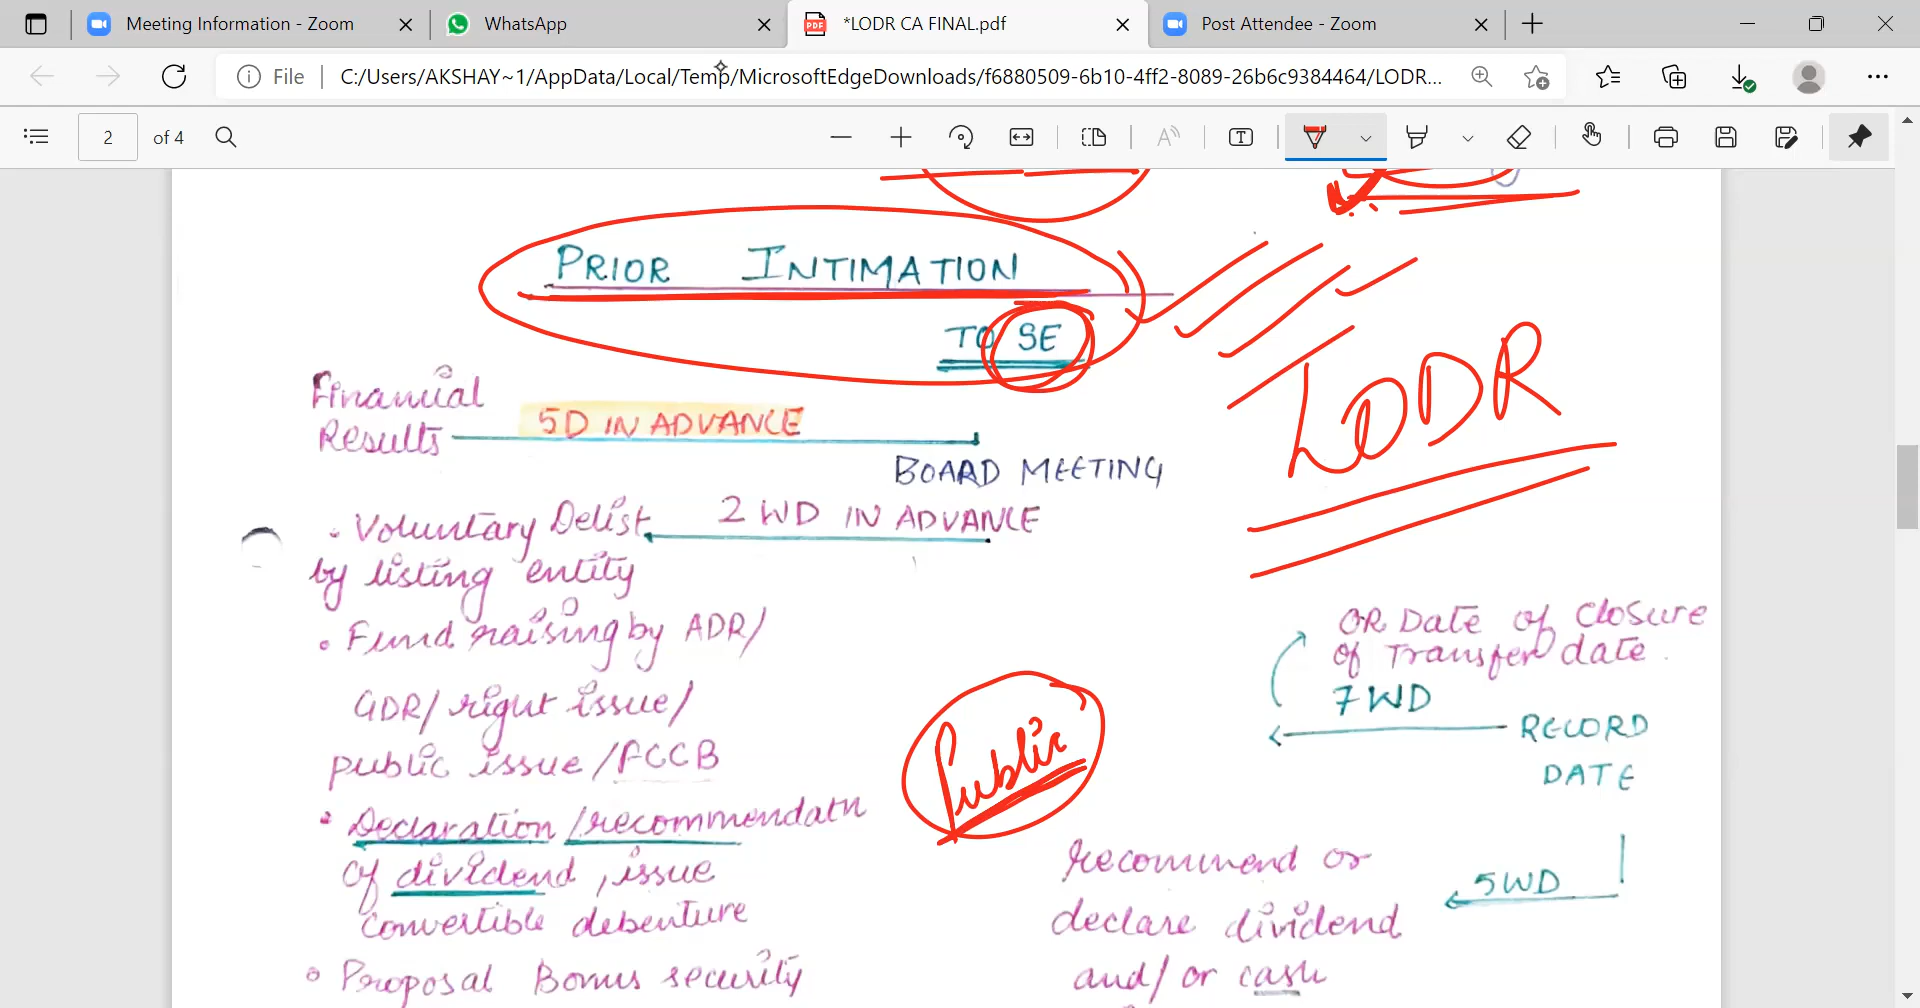 Meeting Information - Zoom
WhatsApp
*LODR CA FINAL.pdf
Post Attendee - Zoom
File
C:/Users/AKSHAY~1/AppData/Local/Temp/MicrosoftEdgeDownloads/f6880509-6b10-4ff2-8089-26b6c9384464/LODR...
2 of 4
PRIOR INTIMATION
TO SE
LODR
Financial
Results
5D IN ADVANCE
BOARD MEETING
• Voluntary Delist
2 WD IN ADVANCE
by listing entity
• Fund raising by ADR/
GDR/right issue/
public issue/FCCB
• Declaration/recommendatn
of dividend, issue
convertible debenture
• Proposal Bonus security
Public
OR Date of Closure
of Transfer date.
7 WD
RECORD
DATE
recommend or
5WD
declare dividend
and/or cash